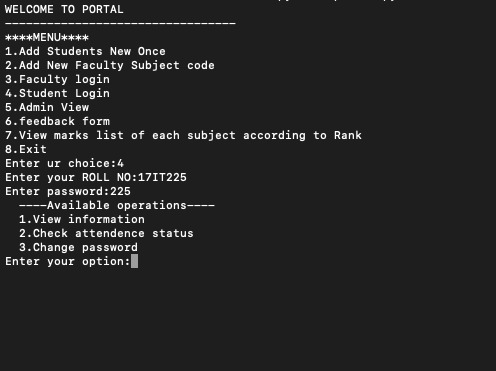 WELCOME TO PORTAL
---------------------------------
****MENU****
1.Add Students New Once
2.Add New Faculty Subject code
3.Faculty login
4.Student Login
5.Admin View
6.feedback form
7.View marks list of each subject according to Rank
8.Exit
Enter ur choice:4
Enter your ROLL NO:17IT225
Enter password:225
  ----Available operations----
  1.View information
  2.Check attendence status
  3.Change password
Enter your option: